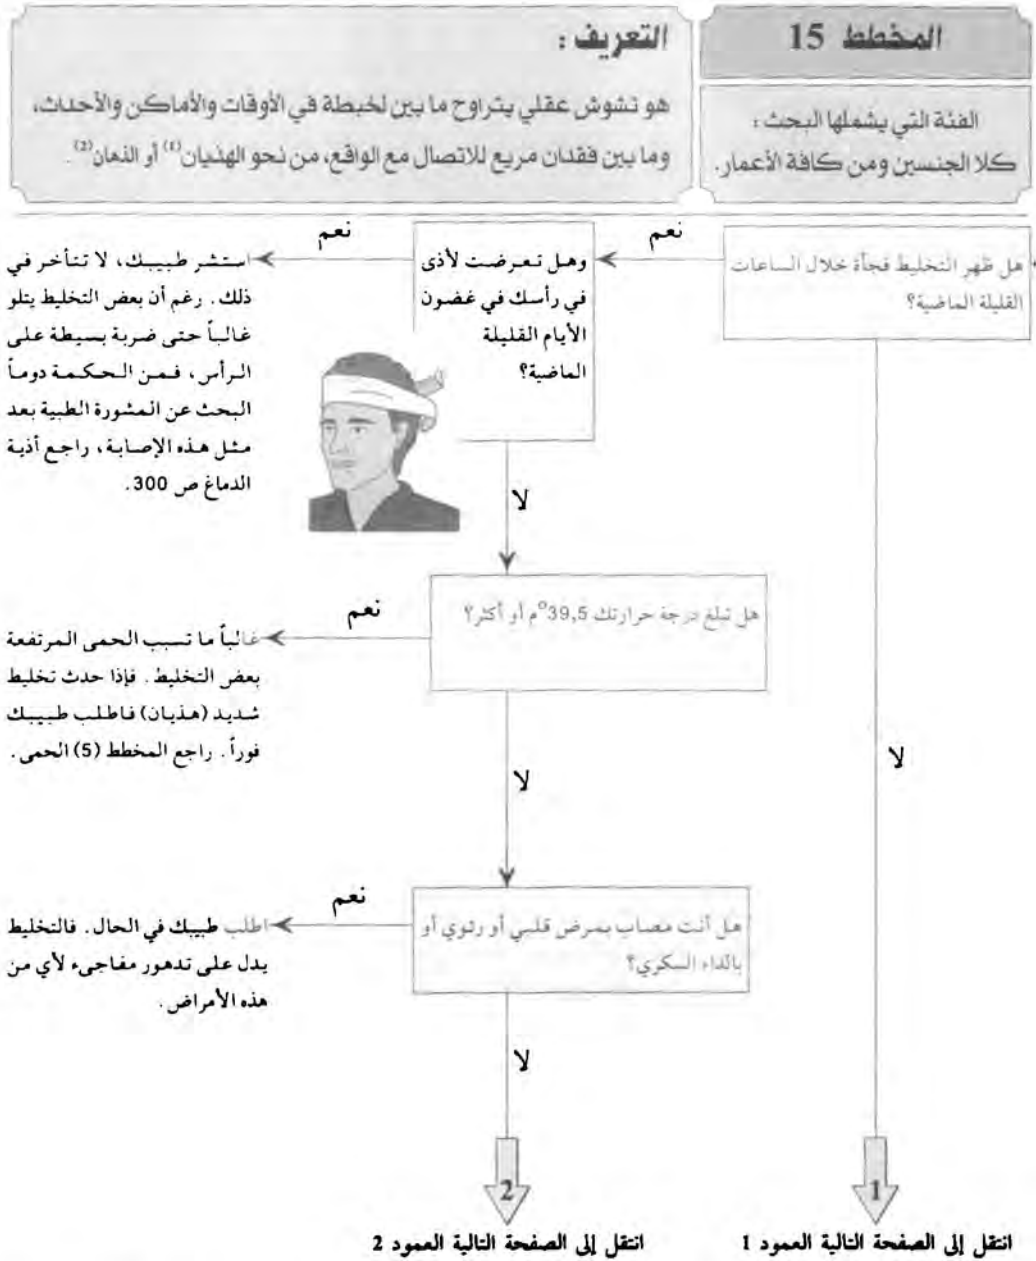 المخطط 15
الفئة التي يشملها البحث :
كلا الجنسين ومن كافة الأعمار.
التعريف :
هو تشوش عقلي يتراوح ما بين لخبطة في الأوقات والأماكن والأحداث،
وما بين فقدان مريع للاتصال مع الواقع، من نحو الهذيان(1) أو الذهان(2).
هل ظهر التخليط فجأة خلال الساعات
القليلة الماضية؟
نعم
وهل تعرضت لأذى
في رأسك في غضون
الأيام القليلة
الماضية؟
نعم
استشر طبيبك، لا تتأخر في
ذلك. رغم أن بعض التخليط يتلو
غالباً حتى ضربة بسيطة على
الرأس، فمن الحكمة دوماً
البحث عن المشورة الطبية بعد
مثل هذه الإصابة، راجع أذية
الدماغ ص 300.
لا
هل تبلغ درجة حرارتك 39,5°م أو أكثر؟
نعم
غالباً ما تسبب الحمى المرتفعة
بعض التخليط. فإذا حدث تخليط
شديد (هذيان) فاطلب طبيبك
فوراً. راجع المخطط (5) الحمى.
لا
لا
هل أنت مصاب بمرض قلبي أو رئوي أو
بالداء السكري؟
نعم
اطلب طبيبك في الحال. فالتخليط
يدل على تدهور مفاجىء لأي من
هذه الأمراض.
لا
1
انتقل إلى الصفحة التالية العمود 1
2
انتقل إلى الصفحة التالية العمود 2